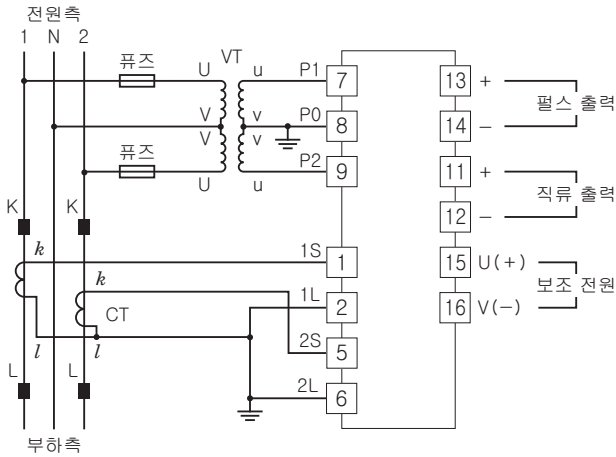 전원측
1 N 2
퓨즈
U
VT
u
P1
7
13
+
펄스 출력
V
v
P0
8
14
−
V
v
퓨즈
U
u
P2
9
11
+
직류 출력
12
−
K
K
k
1S
1
15
U(+)
보조 전원
k
1L
2
16
V(−)
CT
l
l
2S
5
L
L
2L
6
부하측